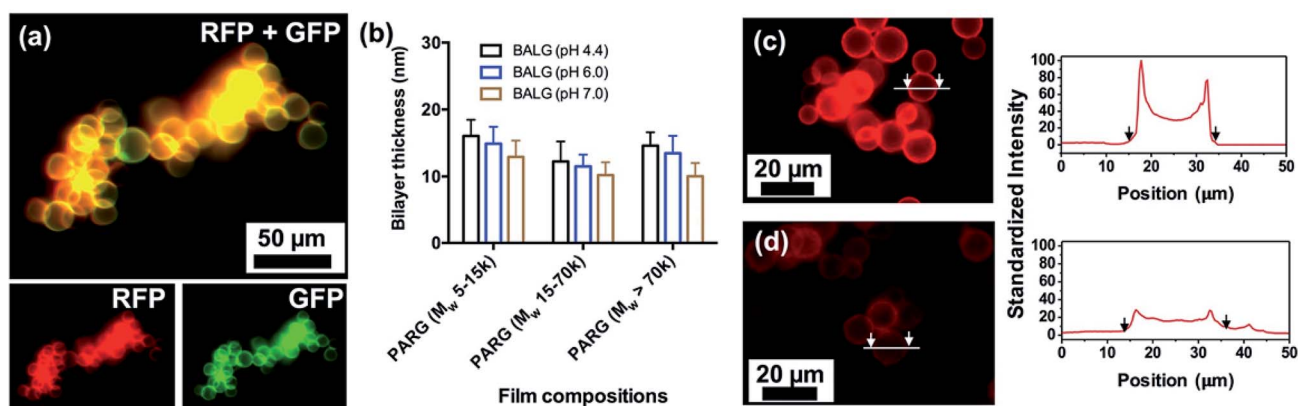 (a)
RFP + GFP
50 µm
RFP
GFP
(b)
Bilayer thickness (nm)
30
20
10
0
BALG (pH 4.4)
BALG (pH 6.0)
BALG (pH 7.0)
PARG (Mw 5-15k)
PARG (Mw 15-70k)
PARG (Mw > 70k)
Film compositions
(c)
20 µm
(d)
20 µm
Standardized Intensity
100
80
60
40
20
0
0 10 20 30 40 50
Position (µm)
100
80
60
40
20
0
0 10 20 30 40 50
Position (µm)